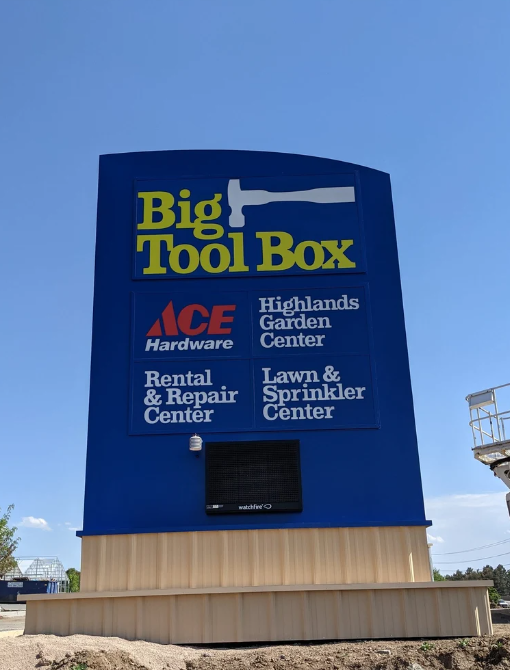 Big
Tool Box
ACE
Hardware
Highlands
Garden
Center
Rental
& Repair
Center
Lawn &
Sprinkler
Center
watchfire